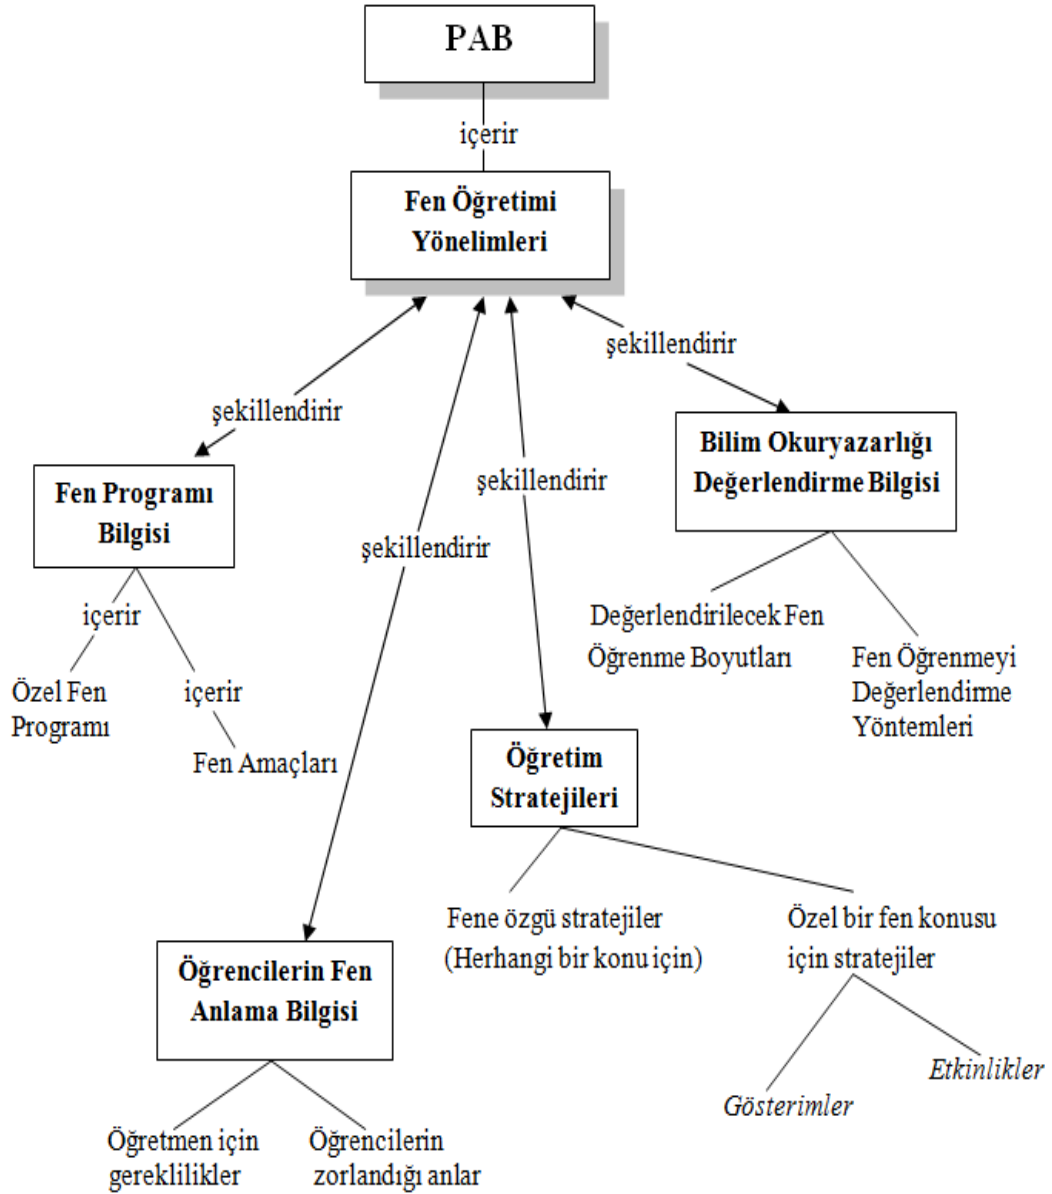 PAB
içerir
Fen Öğretimi
Yönelimleri
şekillendirir
şekillendirir
şekillendirir
şekillendirir
Bilim Okuryazarlığı
Değerlendirme Bilgisi
Fen Programı
Bilgisi
içerir
içerir
Özel Fen
Programı
Fen Amaçları
Değerlendirilecek Fen
Öğrenme Boyutları
Fen Öğrenmeyi
Değerlendirme
Yöntemleri
Öğretim
Stratejileri
Fene özgü stratejiler
(Herhangi bir konu için)
Özel bir fen konusu
için stratejiler
Gösterimler
Etkinlikler
Öğrencilerin Fen
Anlama Bilgisi
Öğretmen için
gereklilikler
Öğrencilerin
zorlandığı anlar